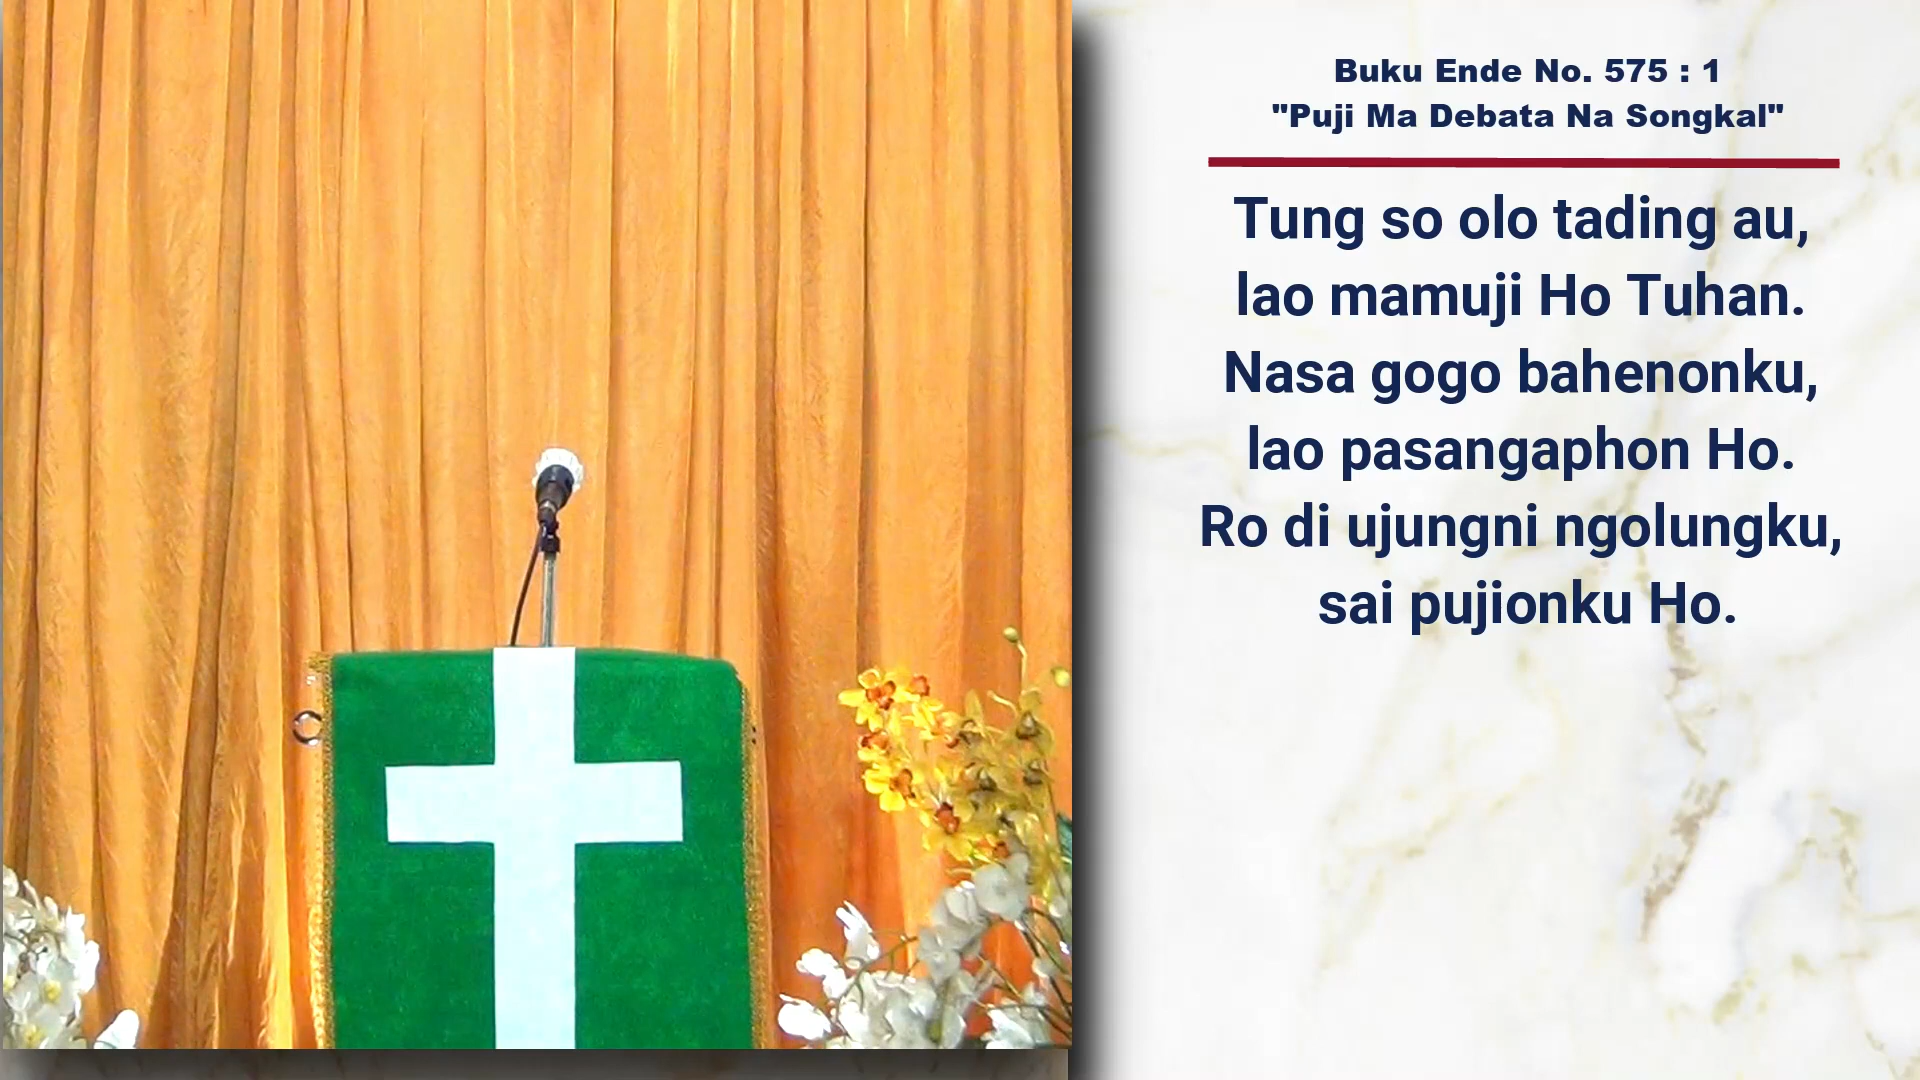 Buku Ende No. 575 : 1
"Puji Ma Debata Na Songkal"
Tung so olo tading au,
lao mamuji Ho Tuhan.
Nasa gogo bahenonku,
lao pasangaphon Ho.
Ro di ujungni ngolungku,
sai pujionku Ho.